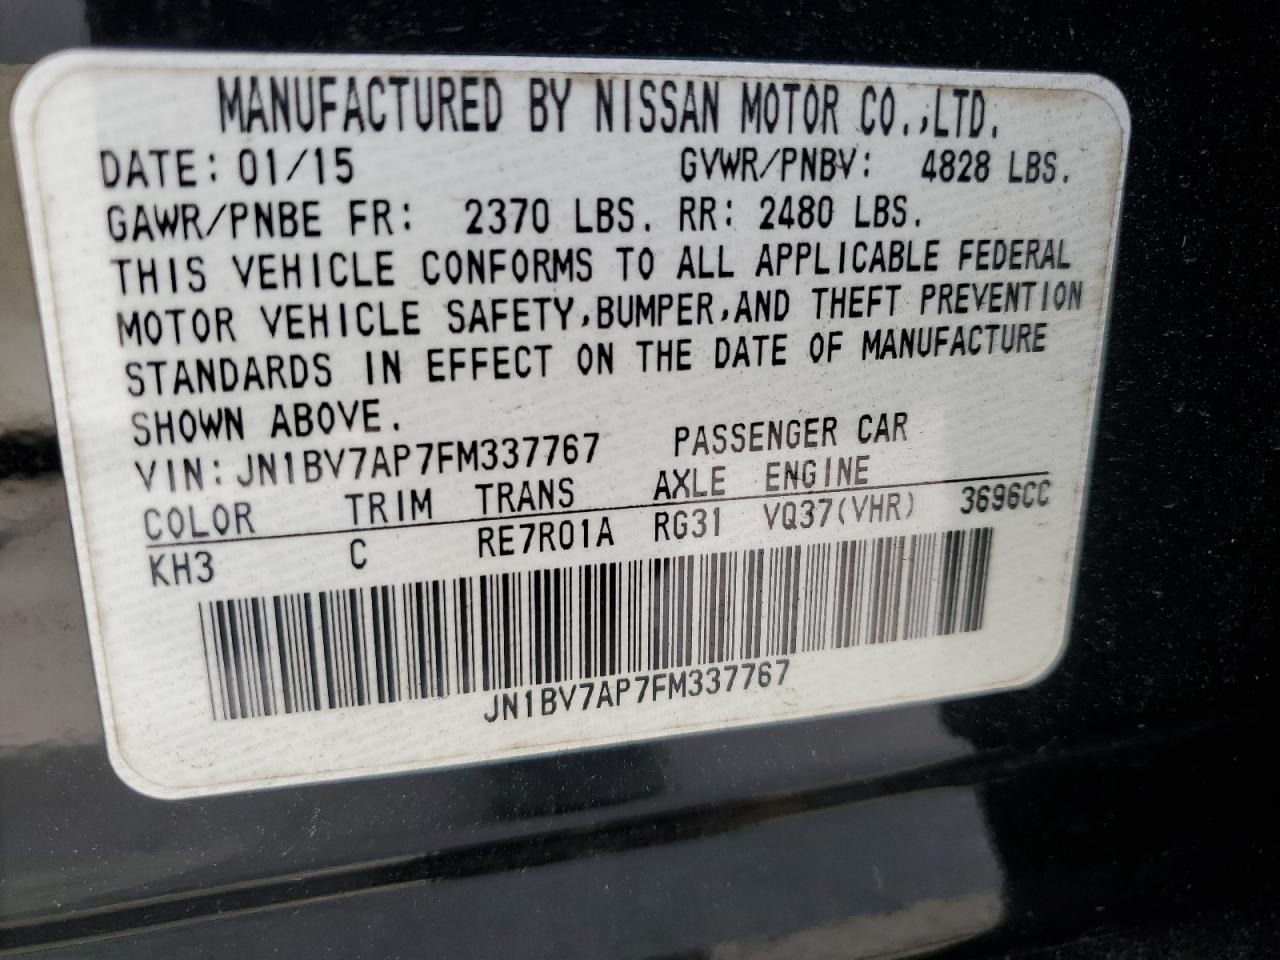 MANUFACTURED BY NISSAN MOTOR CO.,LTD.
DATE: 01/15 GVWR/PNBV: 4828 LBS.
GAWR/PNBE FR: 2370 LBS. RR: 2480 LBS.
THIS VEHICLE CONFORMS TO ALL APPLICABLE FEDERAL
MOTOR VEHICLE SAFETY,BUMPER,AND THEFT PREVENTION
STANDARDS IN EFFECT ON THE DATE OF MANUFACTURE
SHOWN ABOVE.
VIN: JN1BV7AP7FM337767 PASSENGER CAR
COLOR TRIM TRANS AXLE ENGINE
KH3 C RE7R01A RG31 VQ37(VHR) 3696CC
JN1BV7AP7FM337767